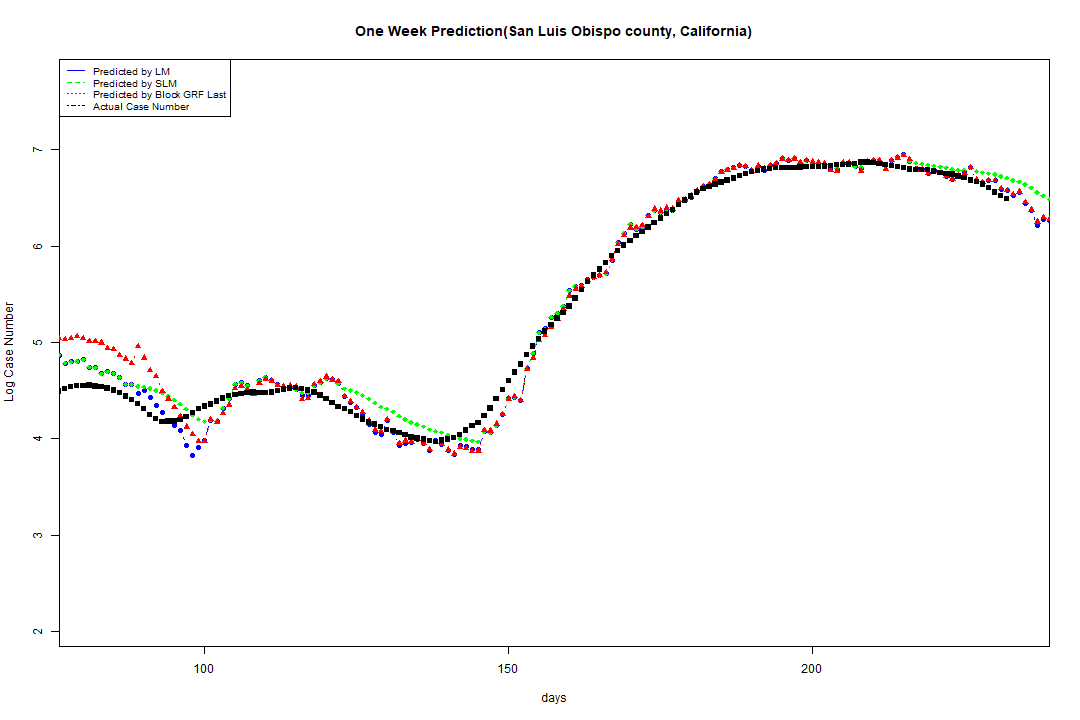 One Week Prediction(San Luis Obispo county, California)
Predicted by LM
Predicted by SLM
Predicted by Block GRF Last
Actual Case Number
7
6
5
4
3
2
Log Case Number
100 150 200
days